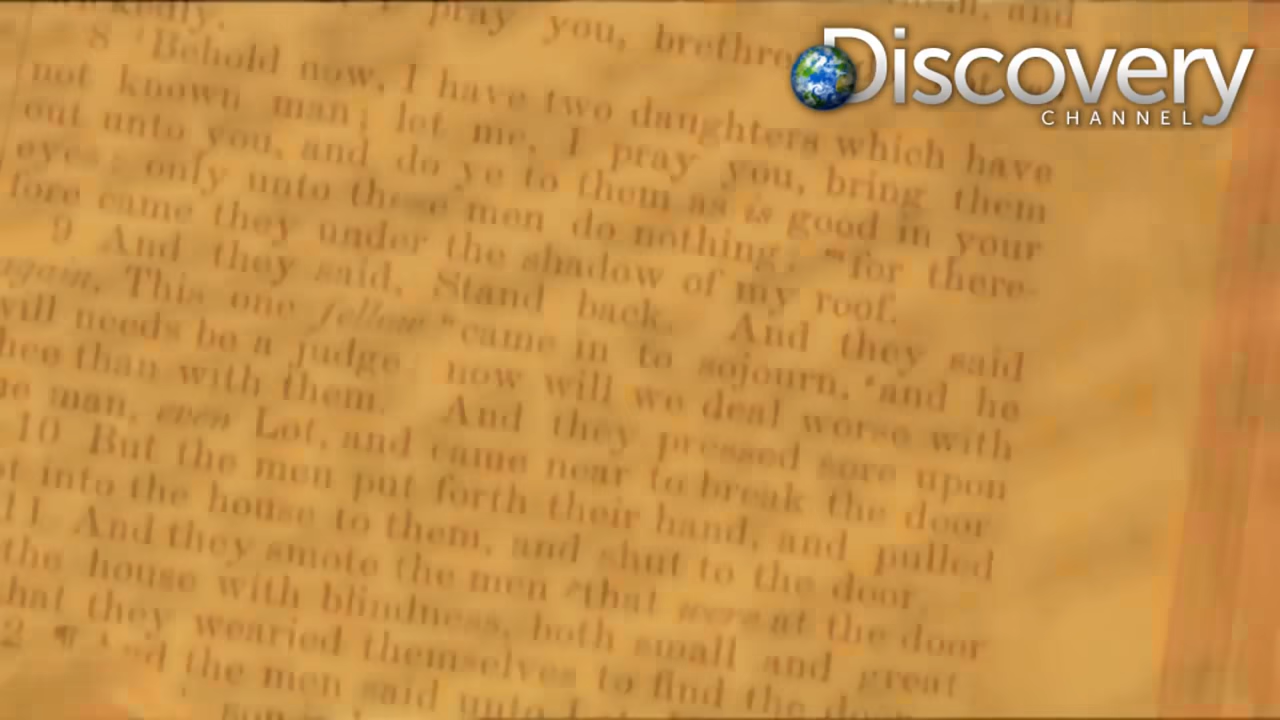 I pray you, brethre
8 Behold now, I have two daughters which have
not known man; let me, I pray you, bring them
out unto you, and do ye to them as is good in your
eyes: only unto these men do nothing; for there-
fore came they under the shadow of my roof.
9 And they said, Stand back. And they said
again, This one fellow came in to sojourn, and he
will needs be a judge: now will we deal worse with
thee than with them. And they pressed sore upon
man, even Lot, and came near to break the door.
10 But the men put forth their hand, and pulled
into the house to them, and shut to the door.
11 And they smote the men that were at the door
the house with blindness, both small and great:
that they wearied themselves to find the door.
2 ¶ And the men said unto Lot
Discovery
CHANNEL